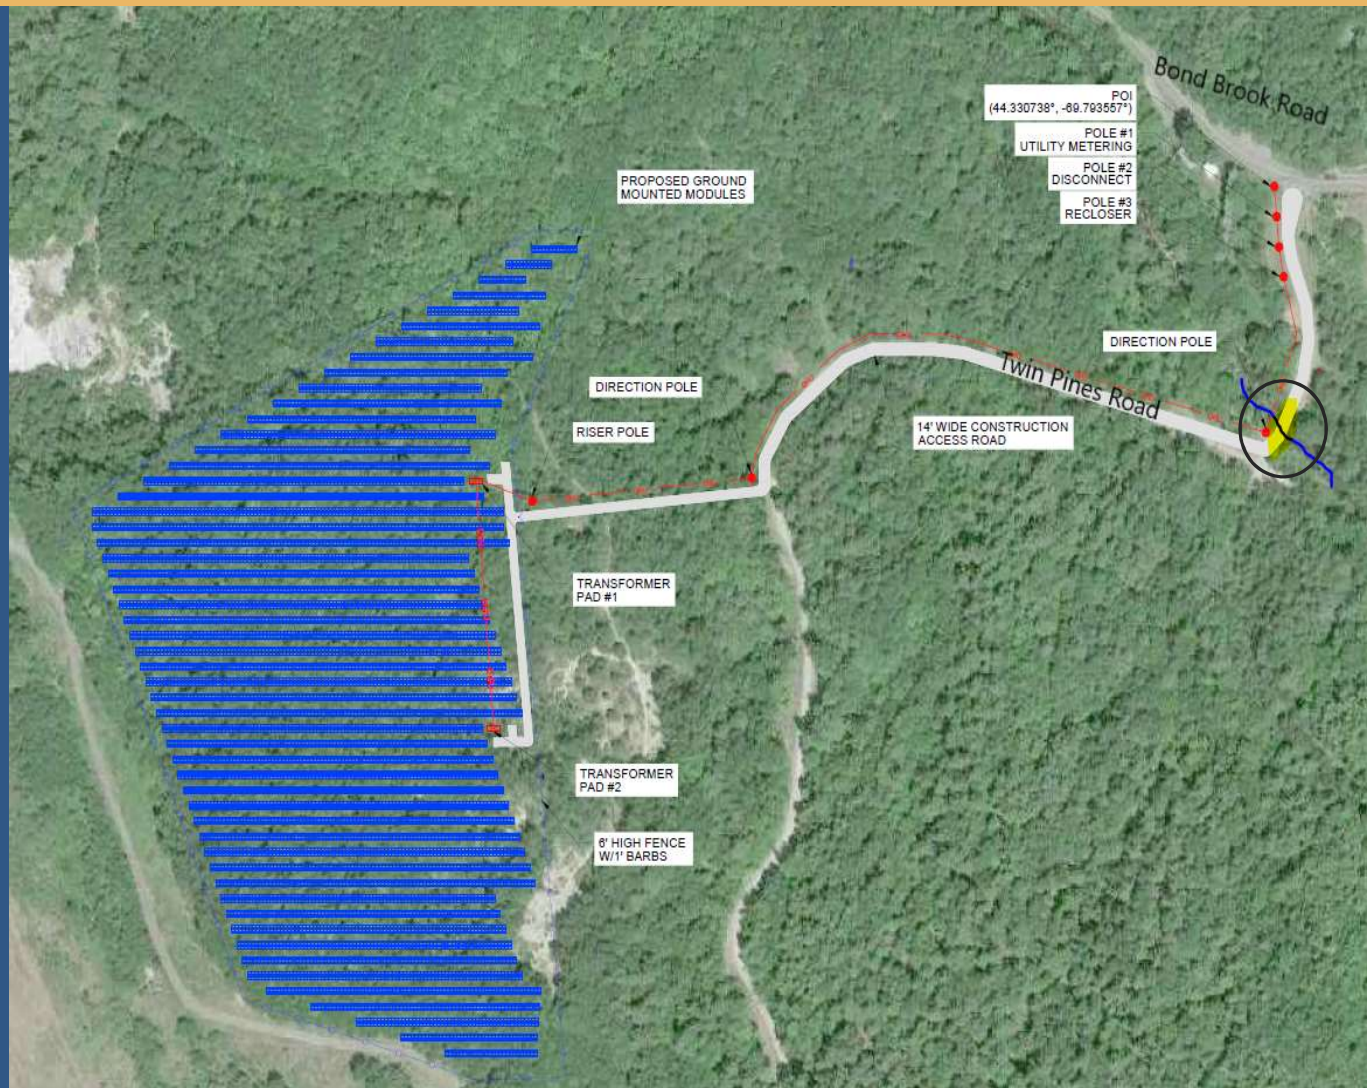 Bond Brook Road
POI
(44.330738°, -69.793557°)
POLE #1
UTILITY METERING
POLE #2
DISCONNECT
POLE #3
RECLOSER
PROPOSED GROUND
MOUNTED MODULES
DIRECTION POLE
Twin Pines Road
DIRECTION POLE
14' WIDE CONSTRUCTION
ACCESS ROAD
RISER POLE
TRANSFORMER
PAD #1
TRANSFORMER
PAD #2
6' HIGH FENCE
W/1' BARBS